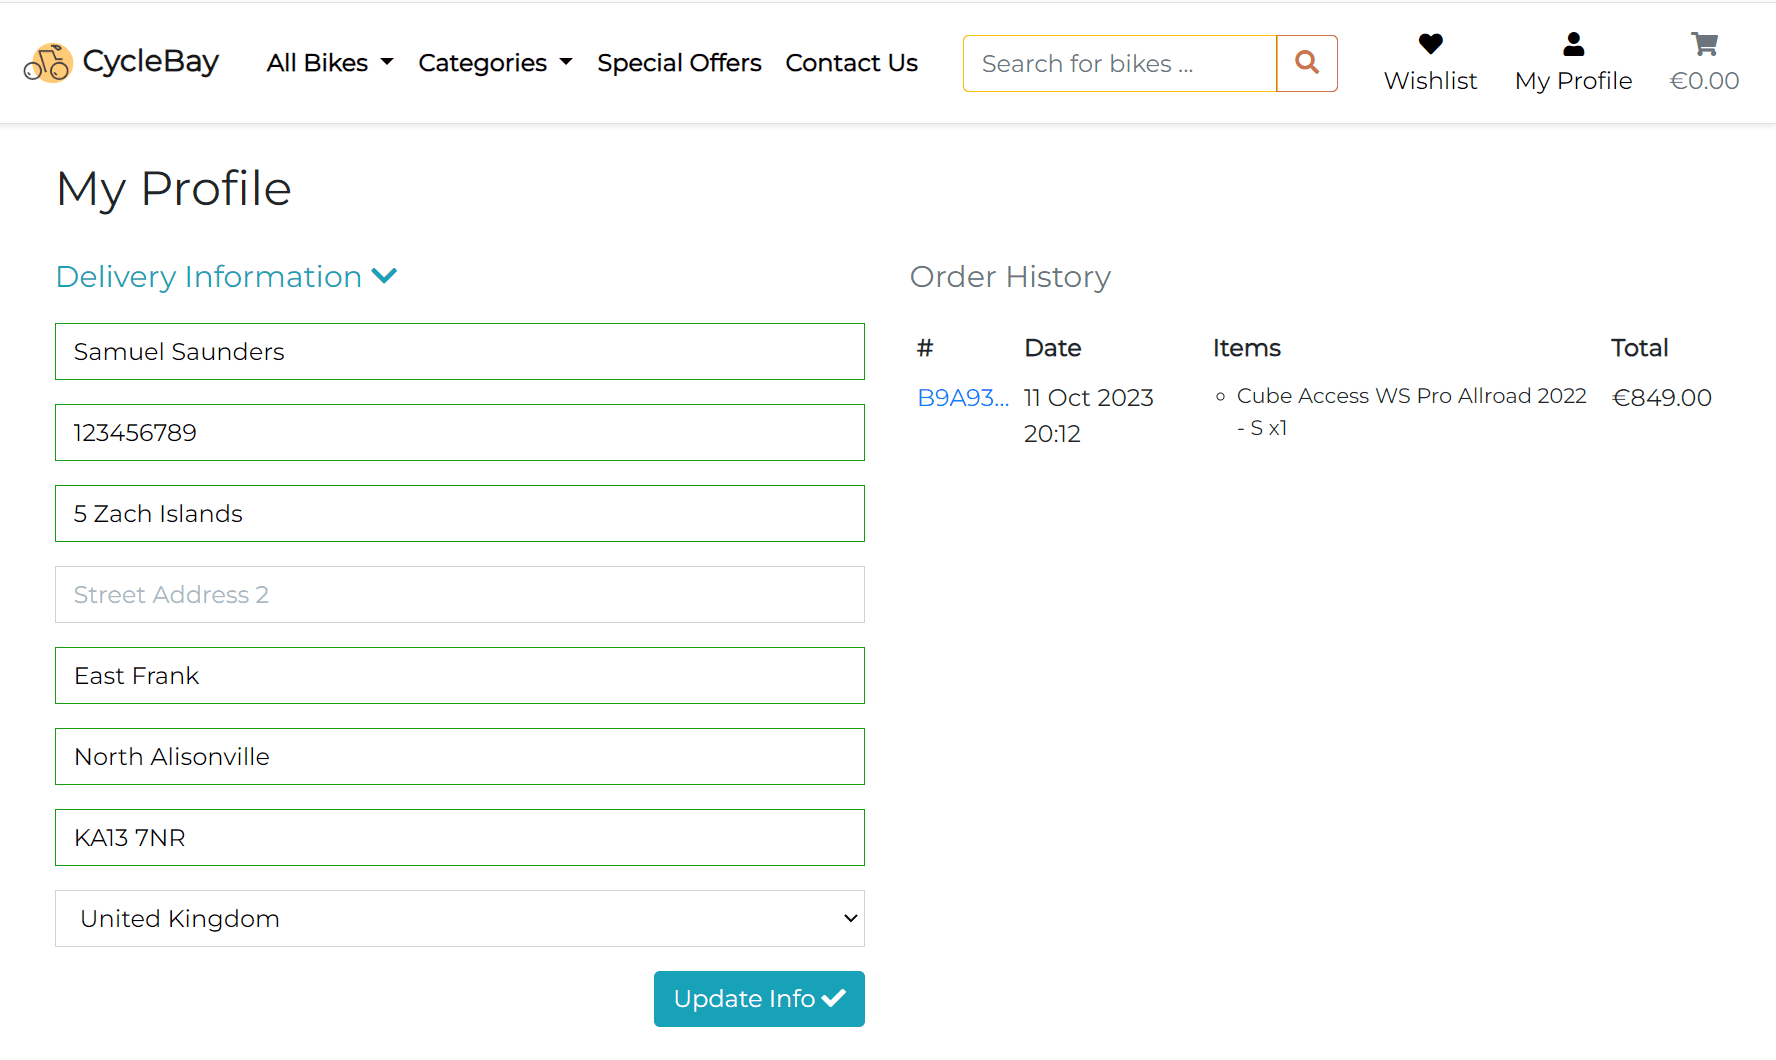 CycleBay
All Bikes
Categories
Special Offers
Contact Us
Search for bikes ...
Wishlist
My Profile
€0.00
My Profile
Delivery Information
Samuel Saunders
123456789
5 Zach Islands
Street Address 2
East Frank
North Alisonville
KA13 7NR
United Kingdom
Update Info
Order History
# Date Items Total
B9A93... 11 Oct 2023 Cube Access WS Pro Allroad 2022 €849.00
20:12 - S x1